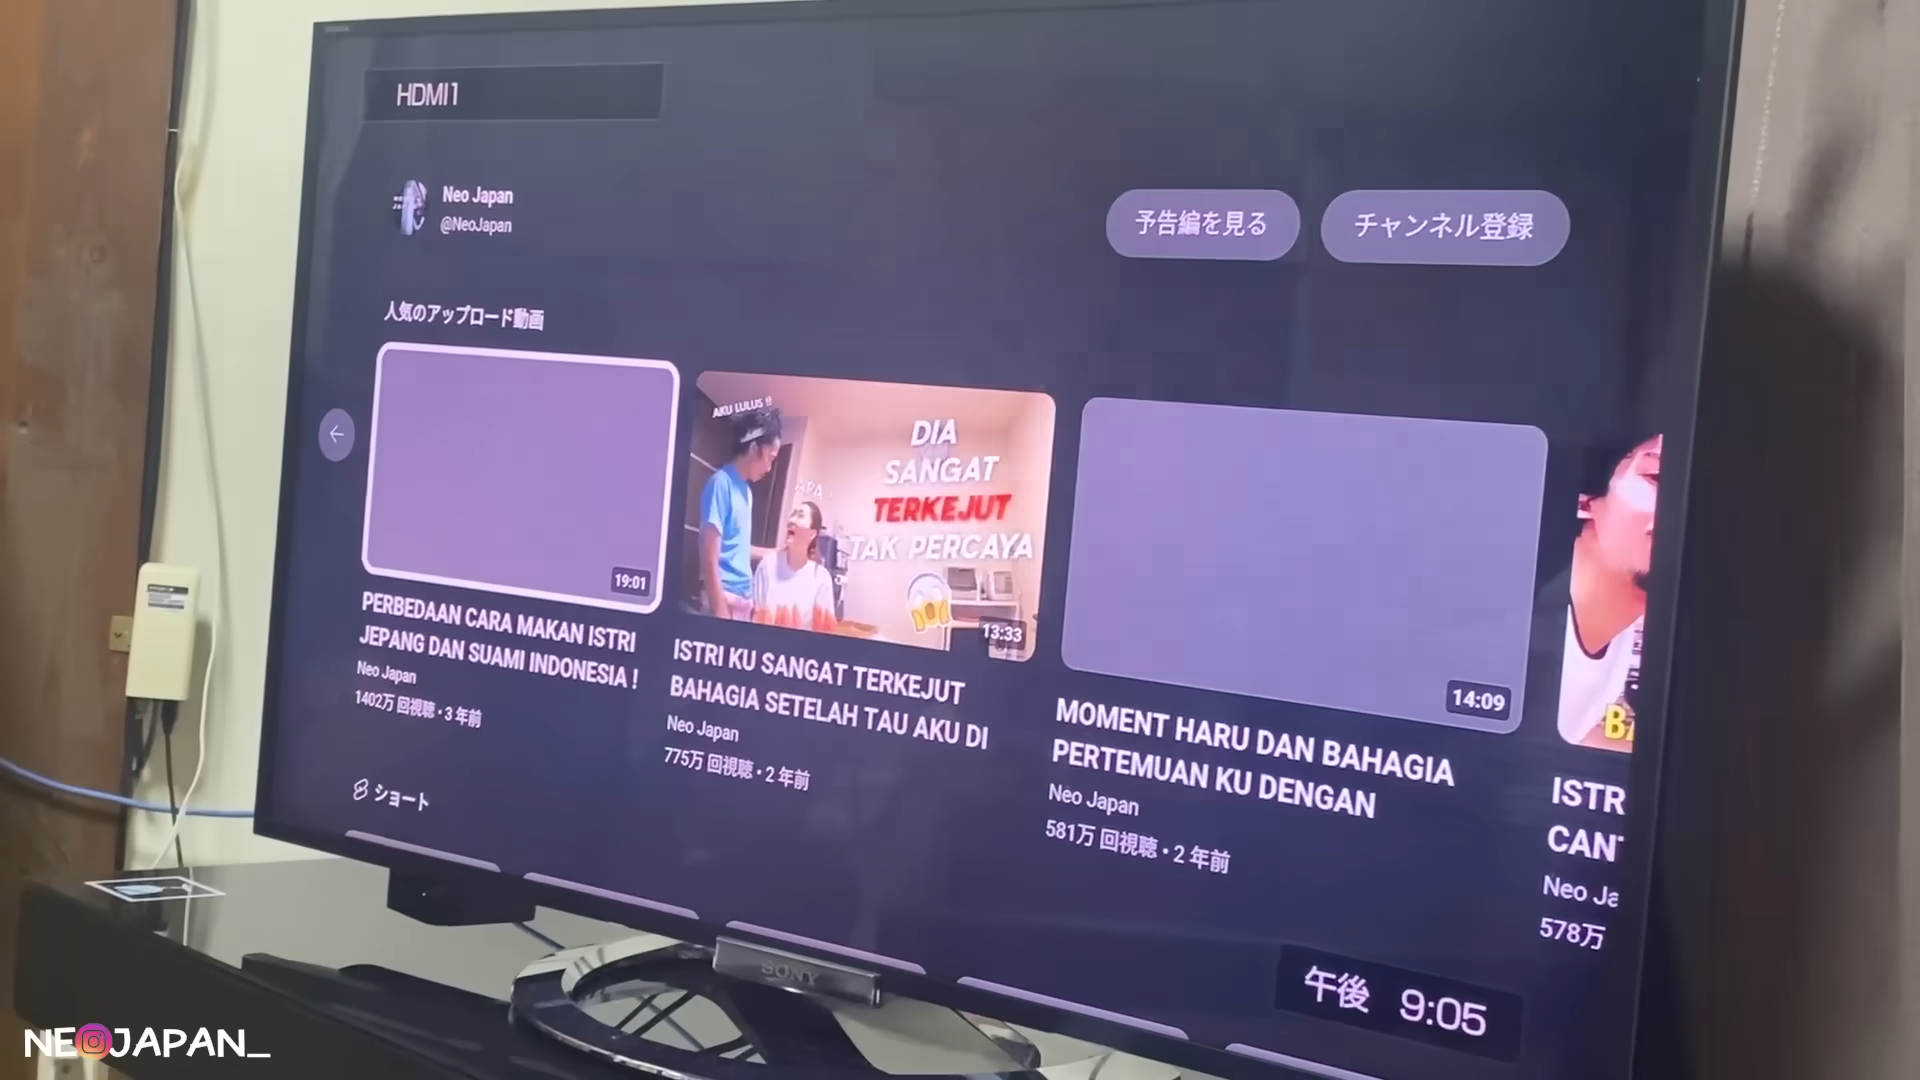 HDMI1
Neo Japan
@NeoJapan
予告編を見る
チャンネル登録
人気のアップロード動画
19:01
PERBEDAAN CARA MAKAN ISTRI
JEPANG DAN SUAMI INDONESIA !
Neo Japan
1402万 回視聴 • 3 年前
AKU LULUS !!
APA
DIA
SANGAT
TERKEJUT
TAK PERCAYA
13:33
ISTRI KU SANGAT TERKEJUT
BAHAGIA SETELAH TAU AKU DI
Neo Japan
775万 回視聴 • 2 年前
14:09
MOMENT HARU DAN BAHAGIA
PERTEMUAN KU DENGAN
Neo Japan
581万 回視聴 • 2 年前
ISTR
CAN
Neo Ja
578万
ショート
SONY
午後 9:05
NEOJAPAN_